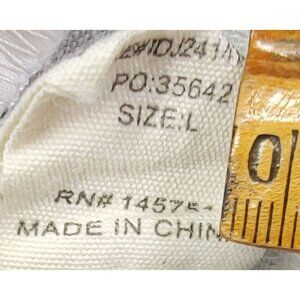 PO:35642
SIZE:L
RN# 14575
MADE IN CHIN
0